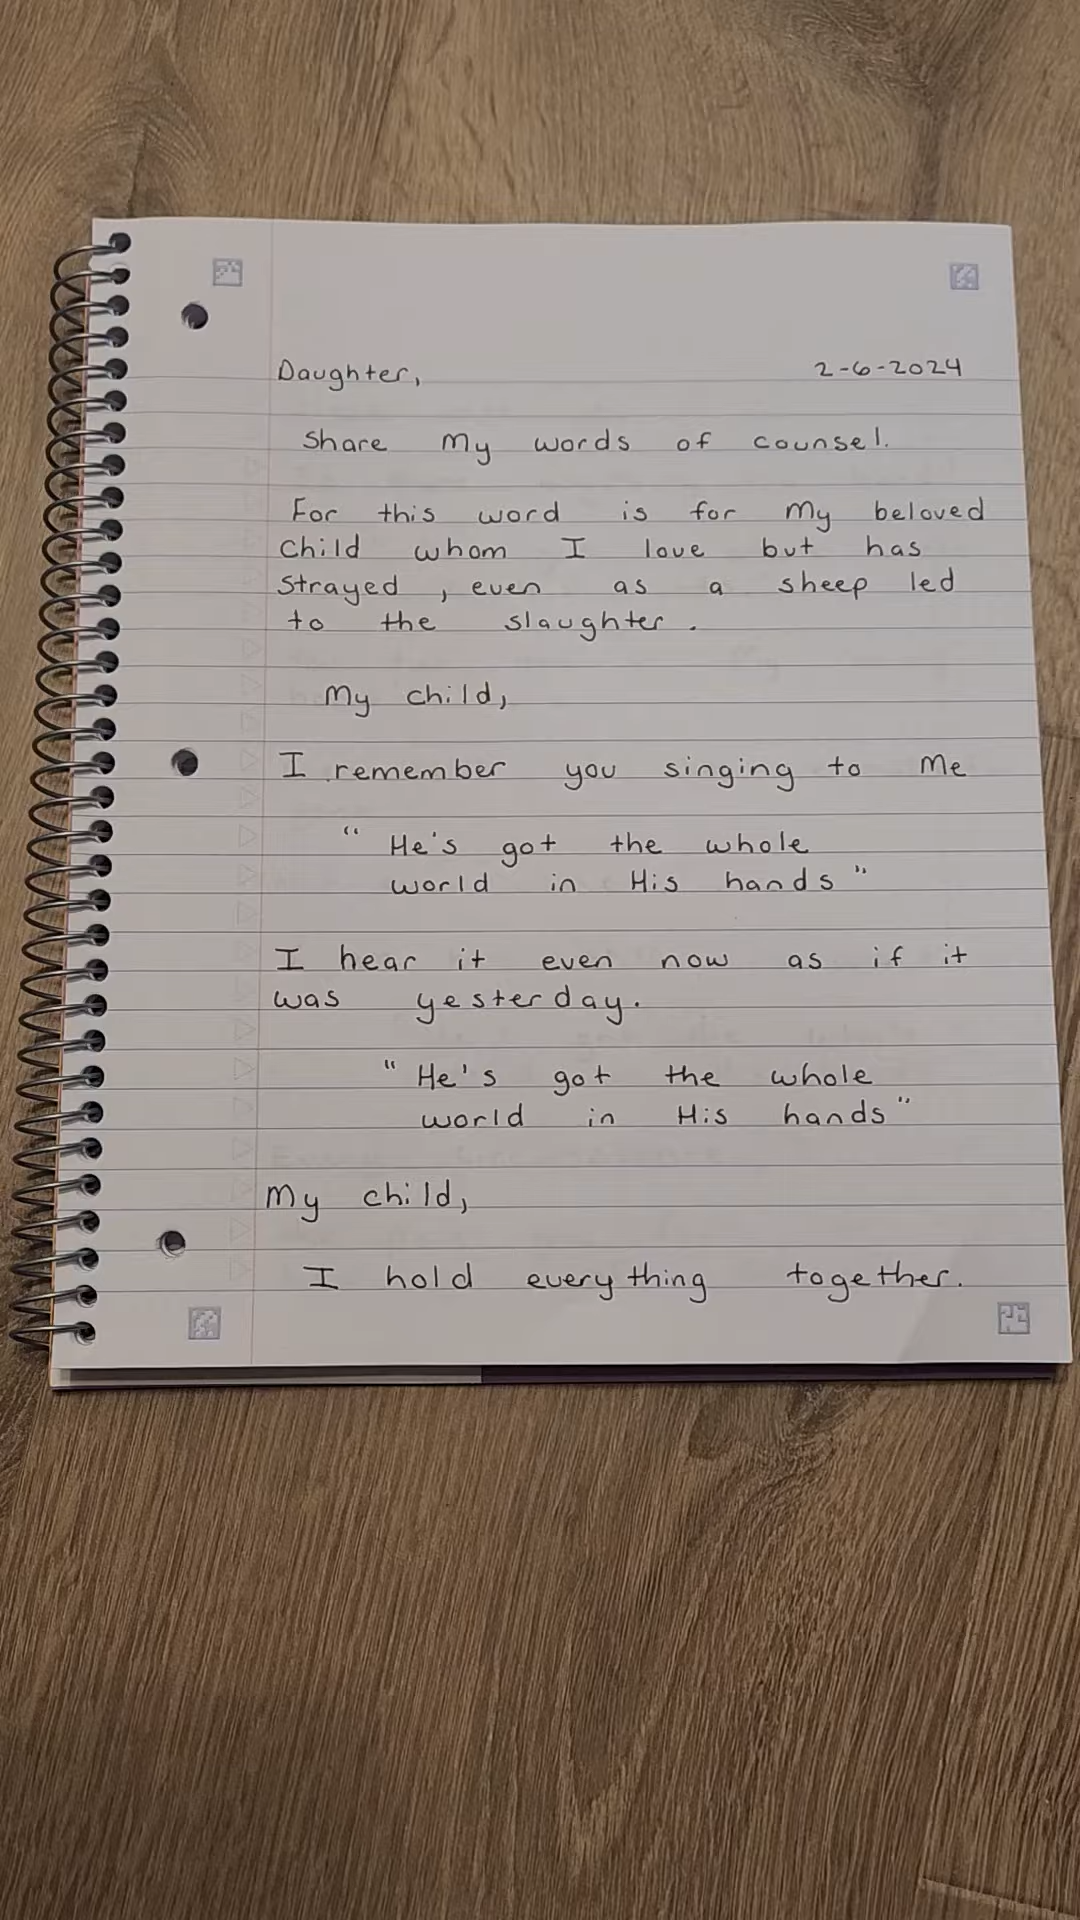 Daughter, 2-6-2024
Share My words of counsel.
For this word is for My beloved
Child whom I love but has
Strayed, even as a sheep led
to the slaughter.
My child,
I remember you singing to Me
"He's got the whole
world in His hands"
I hear it even now as if it
was yesterday.
"He's got the whole
world in His hands"
My child,
I hold everything together.